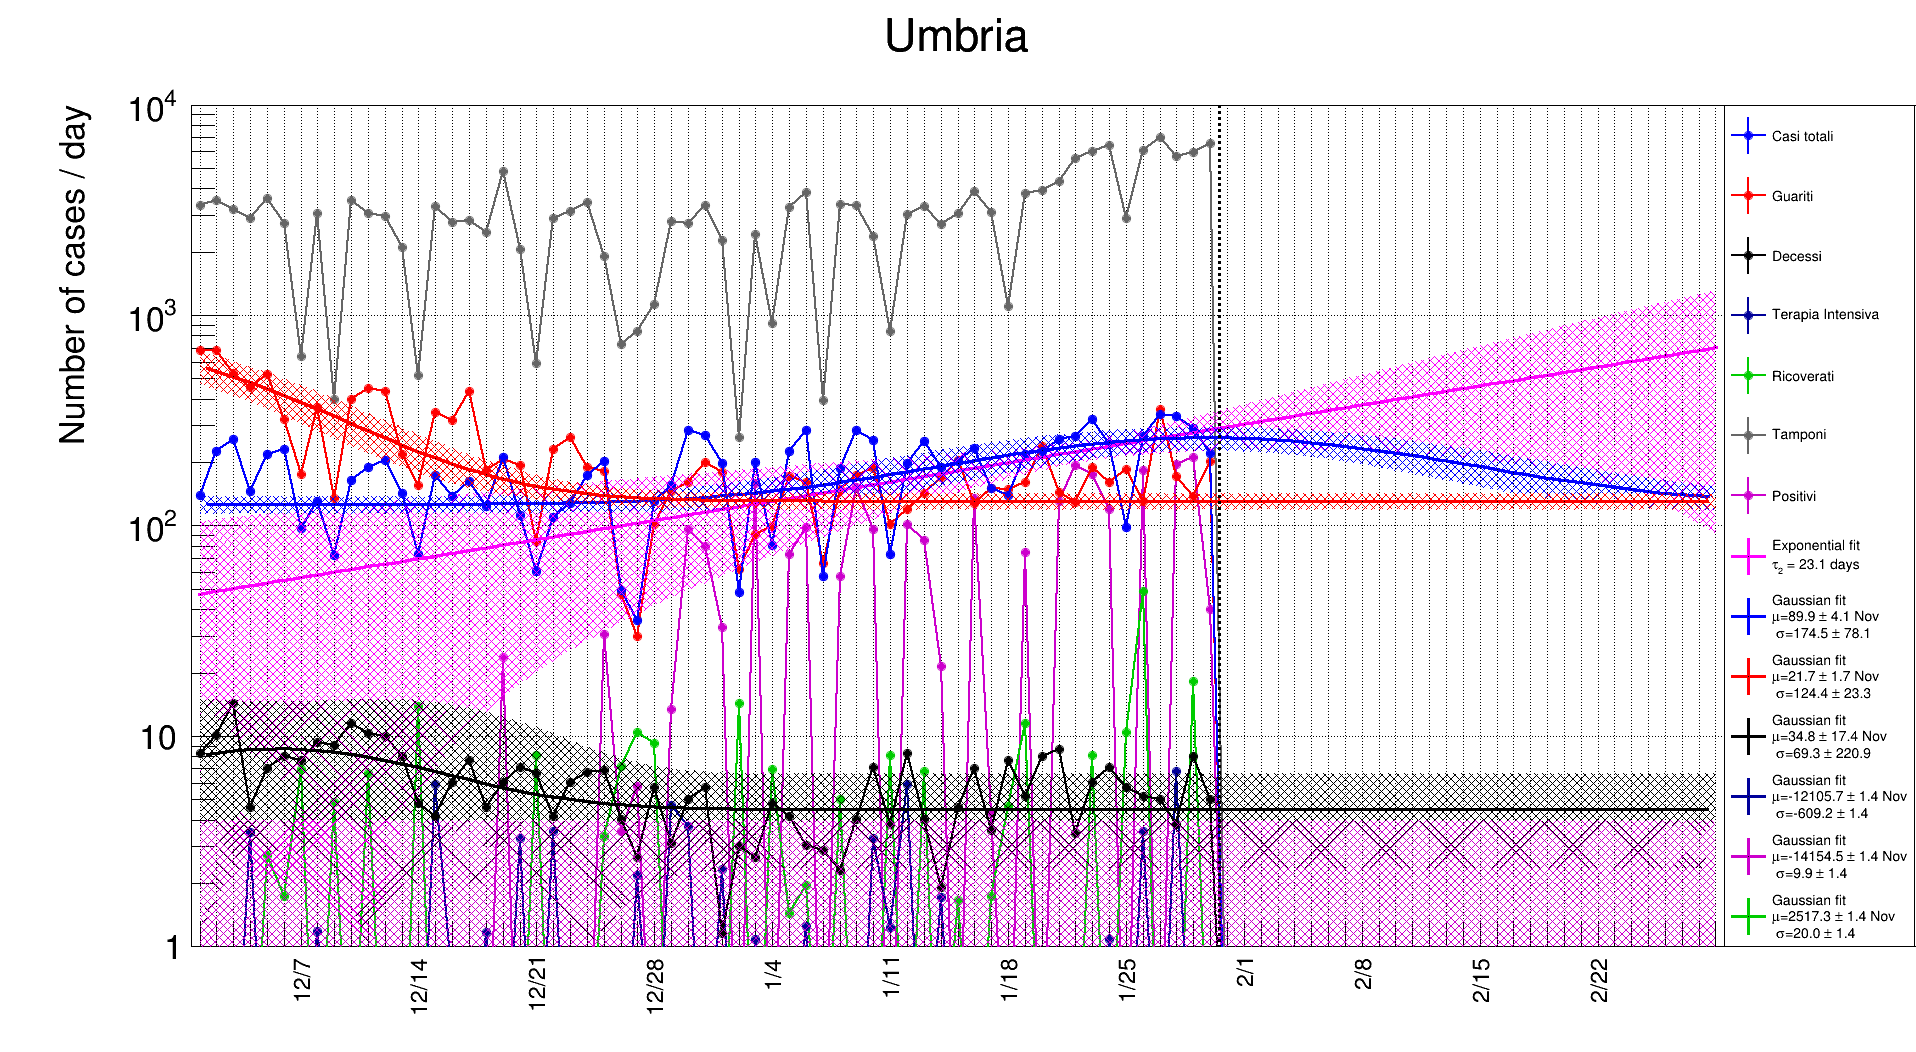 Umbria
Number of cases / day
10^4
10^3
10^2
10
1
12/7
12/14
12/21
12/28
1/4
1/11
1/18
1/25
2/1
2/8
2/15
2/22
Casi totali
Guariti
Decessi
Terapia Intensiva
Ricoverati
Tamponi
Positivi
Exponential fit
τ₂ = 23.1 days
Gaussian fit
μ=89.9 ± 4.1 Nov
σ=174.5 ± 78.1
Gaussian fit
μ=21.7 ± 1.7 Nov
σ=124.4 ± 23.3
Gaussian fit
μ=34.8 ± 17.4 Nov
σ=69.3 ± 220.9
Gaussian fit
μ=-12105.7 ± 1.4 Nov
σ=-609.2 ± 1.4
Gaussian fit
μ=-14154.5 ± 1.4 Nov
σ=9.9 ± 1.4
Gaussian fit
μ=2517.3 ± 1.4 Nov
σ=20.0 ± 1.4